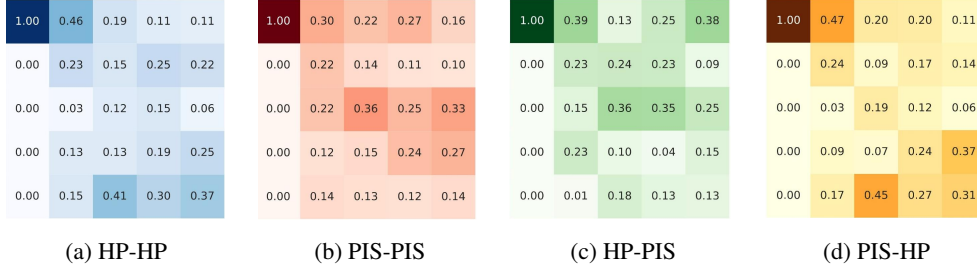 1.00 0.46 0.19 0.11 0.11
0.00 0.23 0.15 0.25 0.22
0.00 0.03 0.12 0.15 0.06
0.00 0.13 0.13 0.19 0.25
0.00 0.15 0.41 0.30 0.37
(a) HP-HP
1.00 0.30 0.22 0.27 0.16
0.00 0.22 0.14 0.11 0.10
0.00 0.22 0.36 0.25 0.33
0.00 0.12 0.15 0.24 0.27
0.00 0.14 0.13 0.12 0.14
(b) PIS-PIS
1.00 0.39 0.13 0.25 0.38
0.00 0.23 0.24 0.23 0.09
0.00 0.15 0.36 0.35 0.25
0.00 0.23 0.10 0.04 0.15
0.00 0.01 0.18 0.13 0.13
(c) HP-PIS
1.00 0.47 0.20 0.20 0.11
0.00 0.24 0.09 0.17 0.14
0.00 0.03 0.19 0.12 0.06
0.00 0.09 0.07 0.24 0.37
0.00 0.17 0.45 0.27 0.31
(d) PIS-HP